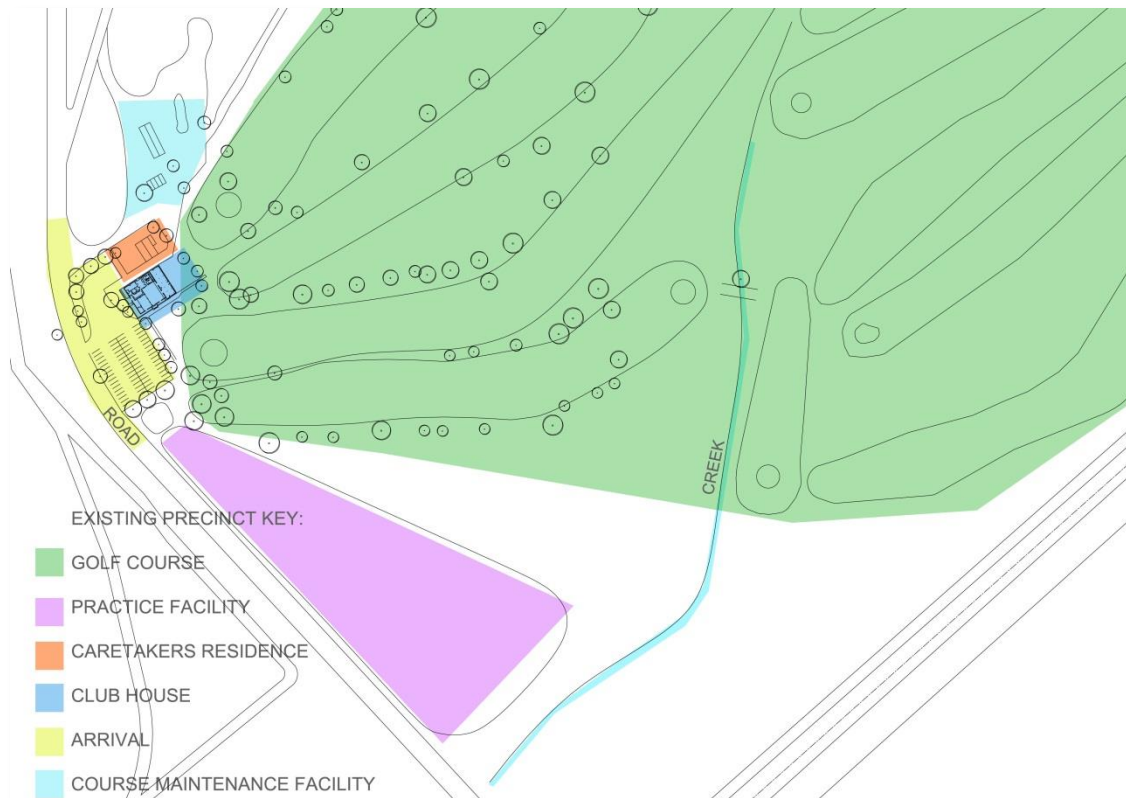 ROAD
CREEK
EXISTING PRECINCT KEY:
GOLF COURSE
PRACTICE FACILITY
CARETAKERS RESIDENCE
CLUB HOUSE
ARRIVAL
COURSE MAINTENANCE FACILITY